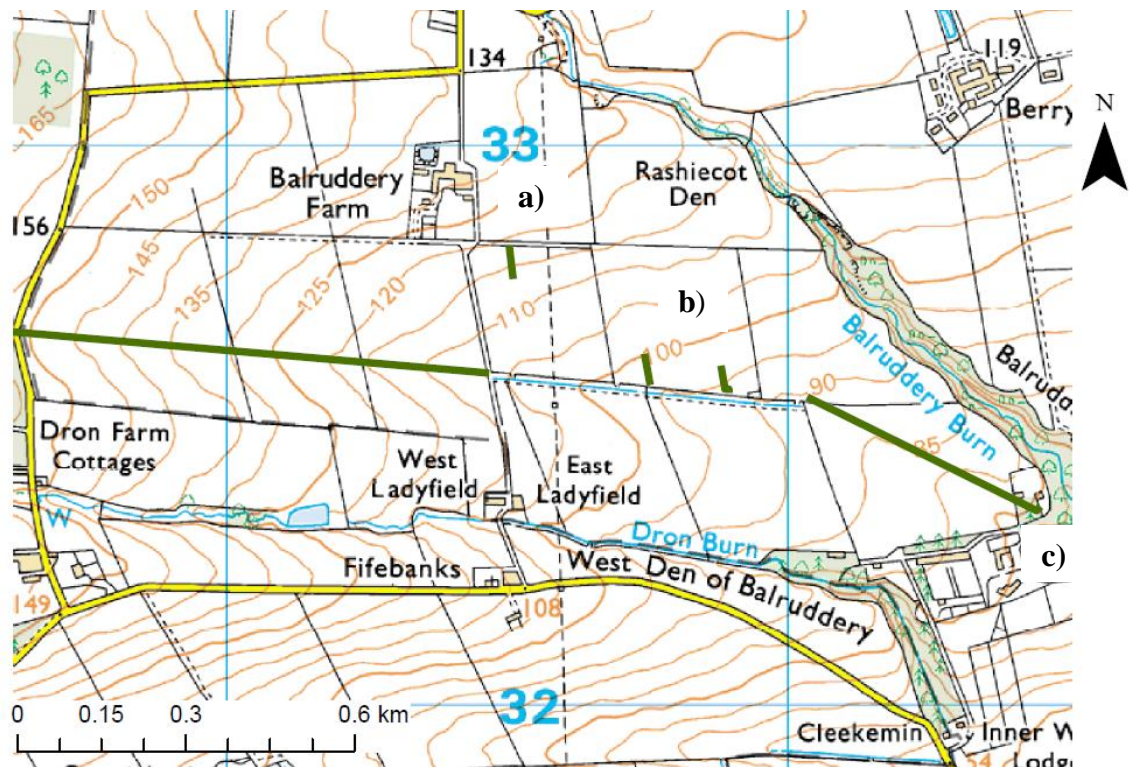 134
119
Berry
N
165
33
Rashiecot
Den
Balruddery
Farm
a)
150
156
145
135
125
120
110
b)
100
90
85
Balruddery Burn
Balrudd
Dron Farm
Cottages
West
Ladyfield
East
Ladyfield
W
Dron Burn
West Den of Balruddery
c)
Fifebanks
149
108
32
0 0.15 0.3 0.6 km
Cleekemin
Inner W
Lodg
54